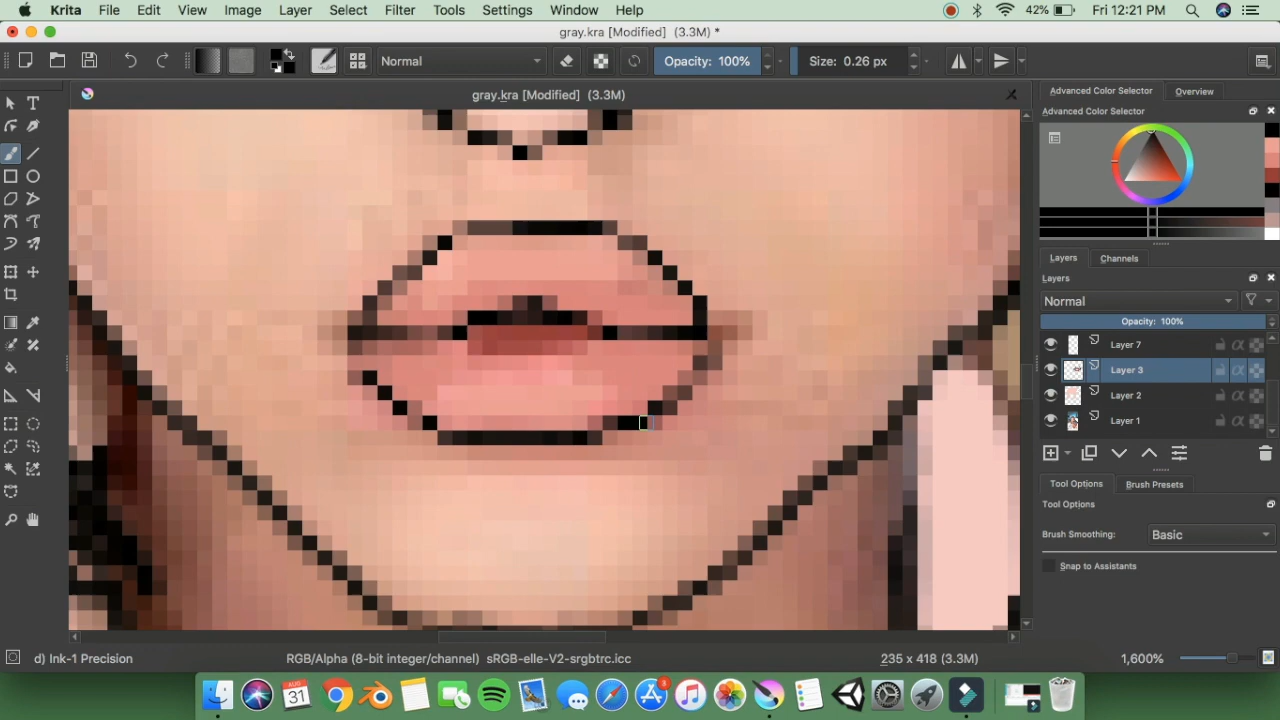 Krita File Edit View Image Layer Select Filter Tools Settings Window Help 42% Fri 12:21 PM
gray.kra [Modified] (3.3M) *
Normal Opacity: 100% Size: 0.26 px
gray.kra [Modified] (3.3M)
Advanced Color Selector Overview
Advanced Color Selector
Layers Channels
Layers
Normal
Opacity: 100%
Layer 7
Layer 3
Layer 2
Layer 1
Tool Options Brush Presets
Tool Options
Brush Smoothing: Basic
Snap to Assistants
d) Ink-1 Precision RGB/Alpha (8-bit integer/channel) sRGB-elle-V2-srgbtrc.icc 235 x 418 (3.3M) 1,600%
AUG
31
3